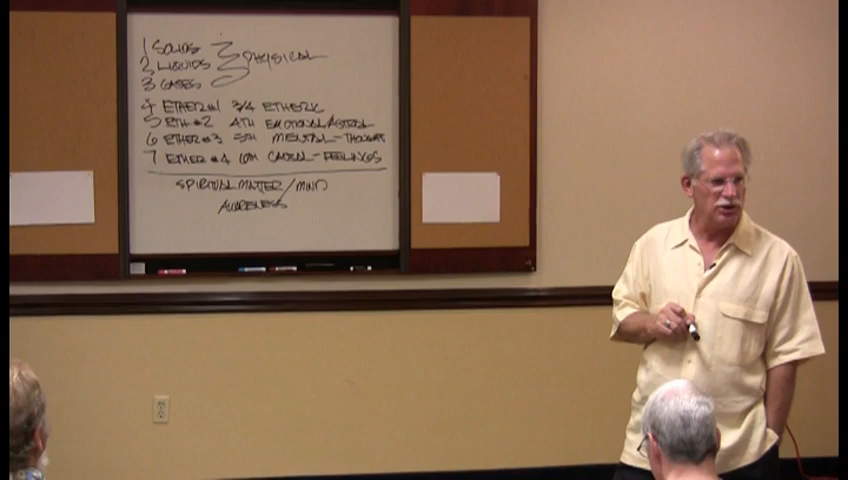 1 SOLIDS
2 LIQUIDS } PHYSICAL
3 GASES
4 ETHER #1 3/4 ETHERIC
5 ETH #2 4TH EMOTIONAL/ASTRAL
6 ETHER #3 5TH MENTAL - THOUGHTS
7 ETHER #4 6TH CAUSAL - FEELINGS
SPIRITUAL MATTER / MIND
AWARENESS